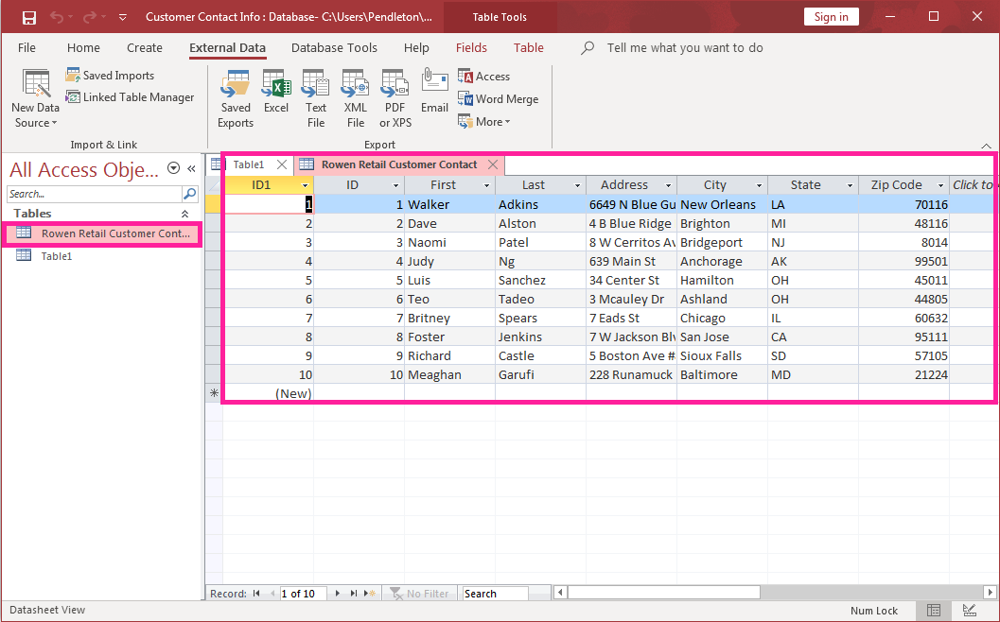 Customer Contact Info : Database- C:\Users\Pendleton\... Table Tools Sign in
File Home Create External Data Database Tools Help Fields Table Tell me what you want to do
New Data Source
Saved Imports
Linked Table Manager
Import & Link
Saved Exports
Excel
Text File
XML File
PDF or XPS
Email
Access
Word Merge
More
Export
All Access Obje... «
Search...
Tables
Rowen Retail Customer Cont...
Table1
Table1 Rowen Retail Customer Contact
ID1 ID First Last Address City State Zip Code Click to
1 1 Walker Adkins 6649 N Blue Gu New Orleans LA 70116
2 2 Dave Alston 4 B Blue Ridge Brighton MI 48116
3 3 Naomi Patel 8 W Cerritos Av Bridgeport NJ 8014
4 4 Judy Ng 639 Main St Anchorage AK 99501
5 5 Luis Sanchez 34 Center St Hamilton OH 45011
6 6 Teo Tadeo 3 Mcauley Dr Ashland OH 44805
7 7 Britney Spears 7 Eads St Chicago IL 60632
8 8 Foster Jenkins 7 W Jackson Blv San Jose CA 95111
9 9 Richard Castle 5 Boston Ave # Sioux Falls SD 57105
10 10 Meaghan Garufi 228 Runamuck Baltimore MD 21224
* (New)
Record: 1 of 10 No Filter Search
Datasheet View Num Lock